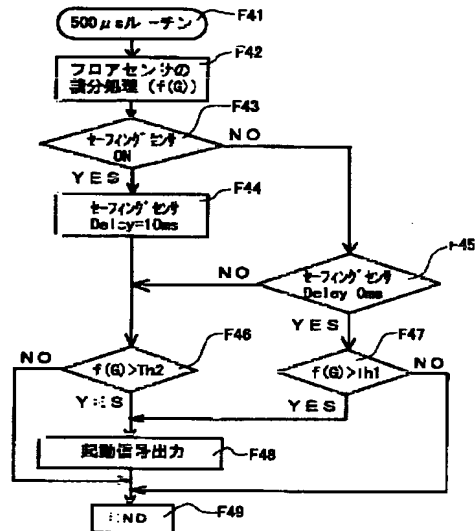 500μsルーチン
F41
F42
フロアセンサの
積分処理 (f(G))
F43
セーフィングセンサ
ON
NO
YES
F44
セーフィングセンサ
Delay=10ms
F45
NO
セーフィングセンサ
Delay 0ms
YES
F46
F47
NO
f(G)>Th2
f(G)>Th1
NO
YES
YES
起動信号出力
F48
END
F49